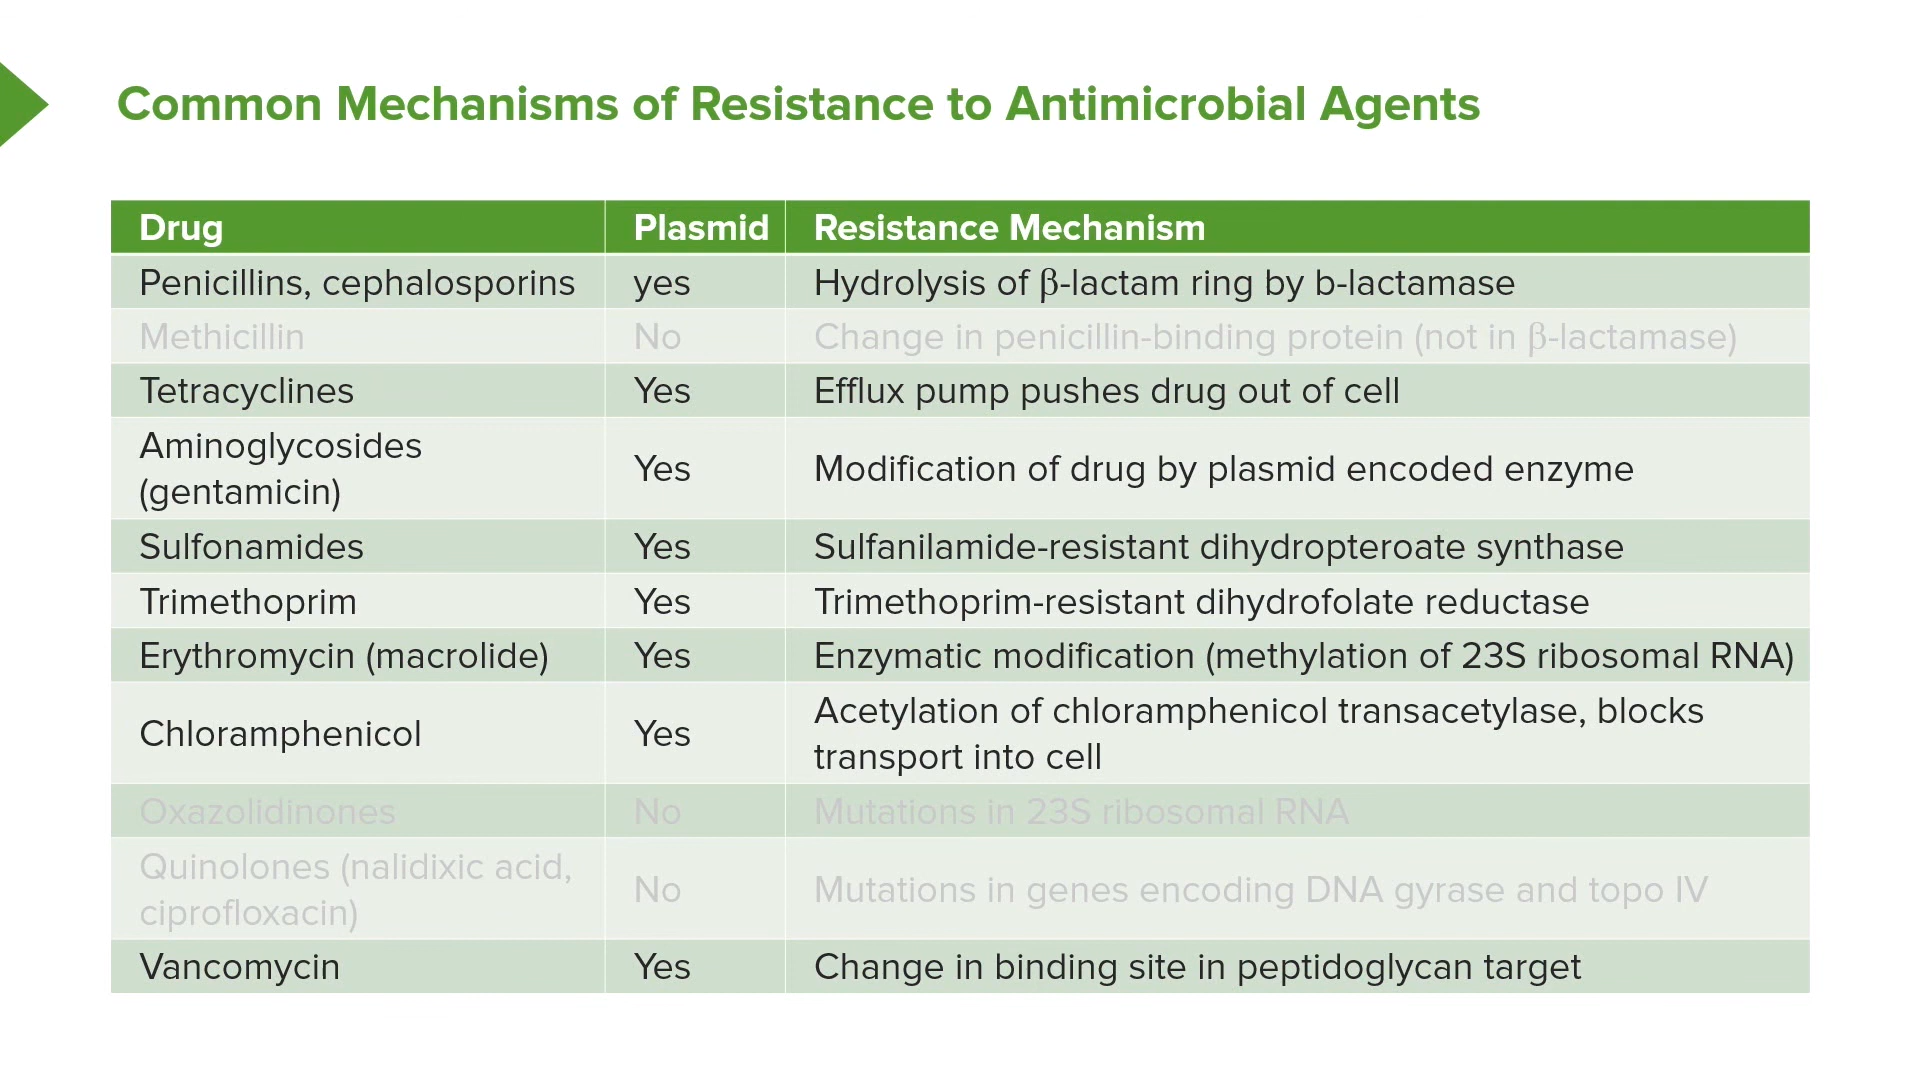 Common Mechanisms of Resistance to Antimicrobial Agents
Drug Plasmid Resistance Mechanism
Penicillins, cephalosporins yes Hydrolysis of β-lactam ring by b-lactamase
Methicillin No Change in penicillin-binding protein (not in β-lactamase)
Tetracyclines Yes Efflux pump pushes drug out of cell
Aminoglycosides
(gentamicin) Yes Modification of drug by plasmid encoded enzyme
Sulfonamides Yes Sulfanilamide-resistant dihydropteroate synthase
Trimethoprim Yes Trimethoprim-resistant dihydrofolate reductase
Erythromycin (macrolide) Yes Enzymatic modification (methylation of 23S ribosomal RNA)
Chloramphenicol Yes Acetylation of chloramphenicol transacetylase, blocks
transport into cell
Oxazolidinones No Mutations in 23S ribosomal RNA
Quinolones (nalidixic acid,
ciprofloxacin) No Mutations in genes encoding DNA gyrase and topo IV
Vancomycin Yes Change in binding site in peptidoglycan target